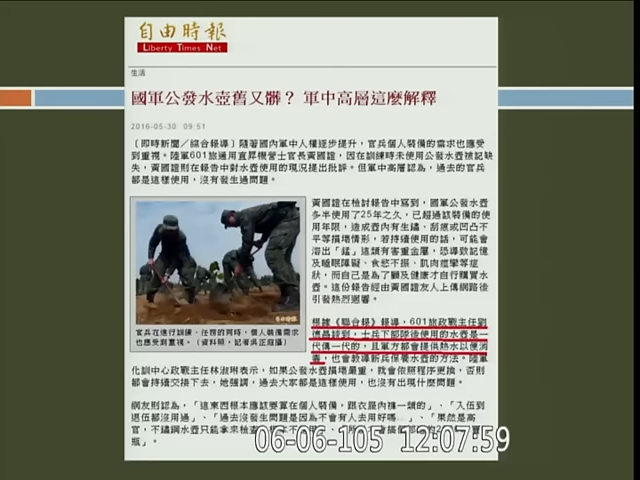 自由時報
Liberty Times Net
生活
國軍公發水壺舊又髒？ 軍中高層這麼解釋
2016-05-30 09:51
〔即時新聞／綜合報導〕隨著國內軍中人權逐步提升，官兵個人裝備的需求也應受
到重視。陸軍601旅通用直昇機營士官長黃國證，因在訓練時未使用公發水壺被記缺
失，黃國證則在報告中對水壺使用的現況提出批評。但軍中高層認為，過去的官兵
都是這樣使用，沒有發生過問題。
黃國證在檢討報告中寫到，國軍公發水壺
多半使用了25年之久，已超過該裝備的使
用年限，造成壺內有生鏽、刮痕或凹凸不
平等損壞情形，若持續使用的話，可能會
溶出「錳」這類有害重金屬，恐導致記憶
及睡眠障礙、食慾不振、肌肉痙攣等症
狀，而自己是為了顧及健康才自行購買水
壺。這份報告經由黃國證友人上傳網路後
引發熱烈迴響。
官兵在進行訓練、任務的同時，個人裝備需求
也應受到重視。（資料照，記者吳正庭攝）
根據《聯合報》報導，601旅政戰主任劉
德昌談到，士兵下部隊後使用的水壺是一
代傳一代的，且軍方都會提供熱水以便消
毒，也會教導新兵保養水壺的方法。陸軍
化訓中心政戰主任林淑琳表示，如果公發水壺損壞嚴重，就會依照程序更換，否則
都會持續交接下去，她強調，過去大家都是這樣使用，也沒有出現什麼問題。
網友則認為，「這東西根本應該要算在個人裝備，跟衣服內褲一類的」、「入伍到
退伍都沒用過」、「過去沒發生問題是因為不會有人去用好嗎……」、「果然是高
官，不鏽鋼水壺只能拿來檢查
瓶」。
06-06-105 12:07:59